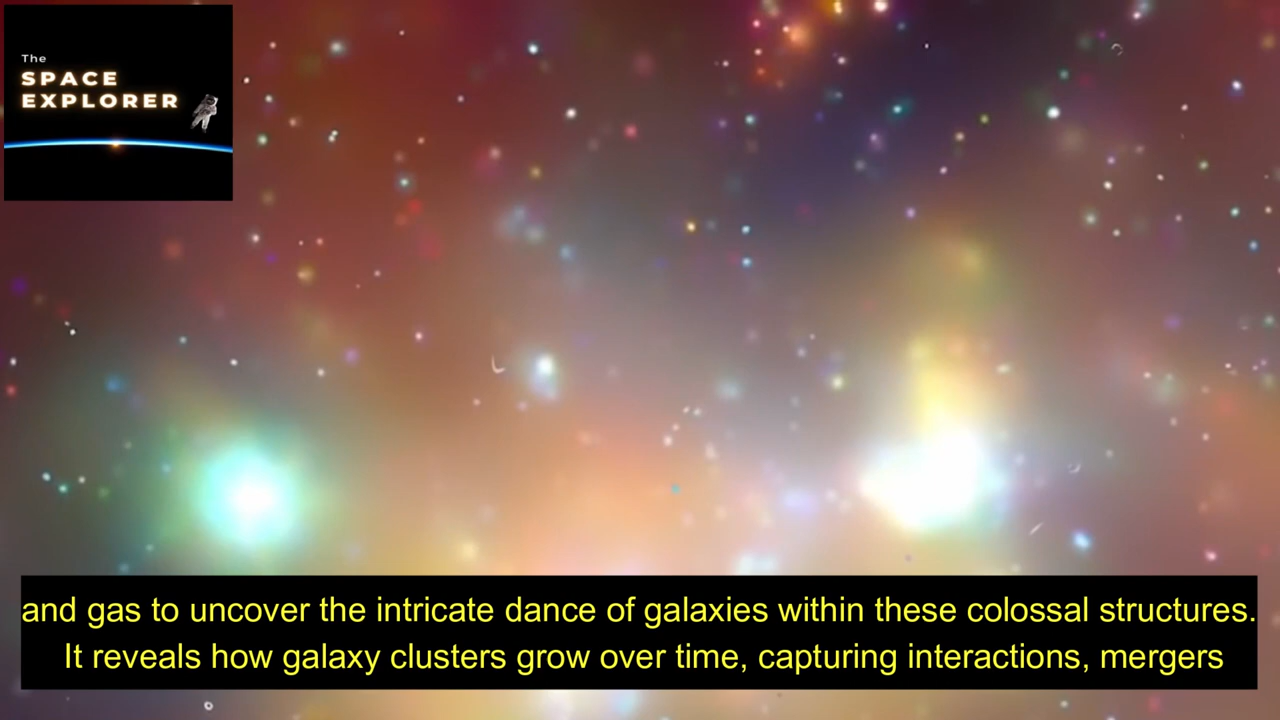 The
SPACE
EXPLORER
and gas to uncover the intricate dance of galaxies within these colossal structures.
It reveals how galaxy clusters grow over time, capturing interactions, mergers